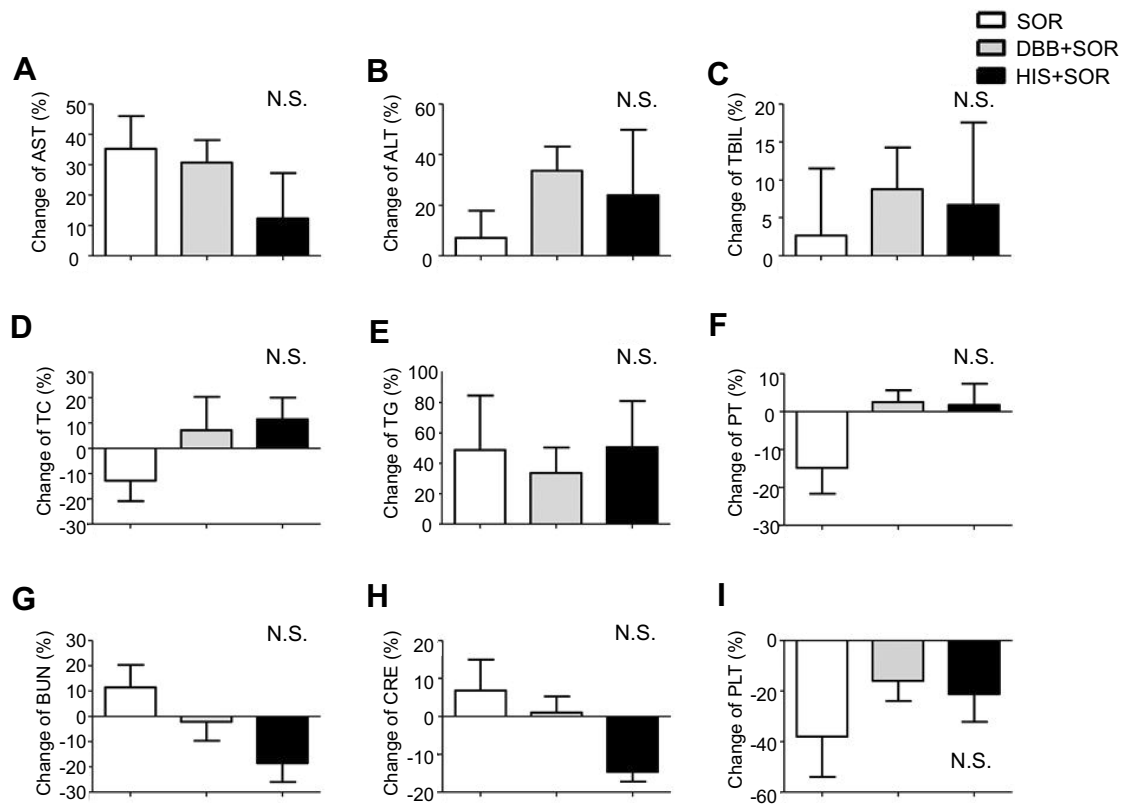 SOR
DBB+SOR
HIS+SOR
A
N.S.
Change of AST (%)
50
40
30
20
10
0
B
N.S.
Change of ALT (%)
60
40
20
0
C
N.S.
Change of TBIL (%)
20
15
10
5
0
D
N.S.
Change of TC (%)
30
20
10
0
-10
-20
-30
E
N.S.
Change of TG (%)
100
80
60
40
20
0
F
N.S.
Change of PT (%)
10
0
-10
-20
-30
G
N.S.
Change of BUN (%)
30
20
10
0
-10
-20
-30
H
N.S.
Change of CRE (%)
20
10
0
-10
-20
I
Change of PLT (%)
0
-20
-40
-60
N.S.